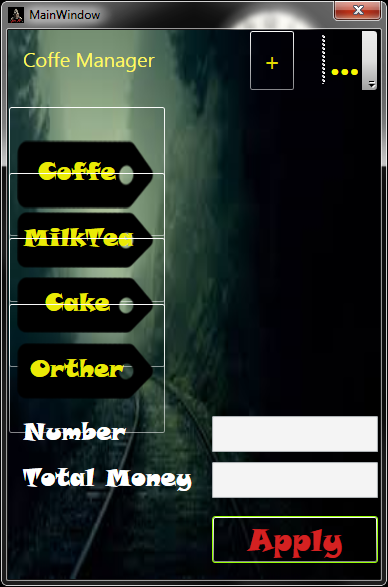 MainWindow
Coffe Manager
+
...
Coffe
MilkTea
Cake
Orther
Number
Total Money
Apply